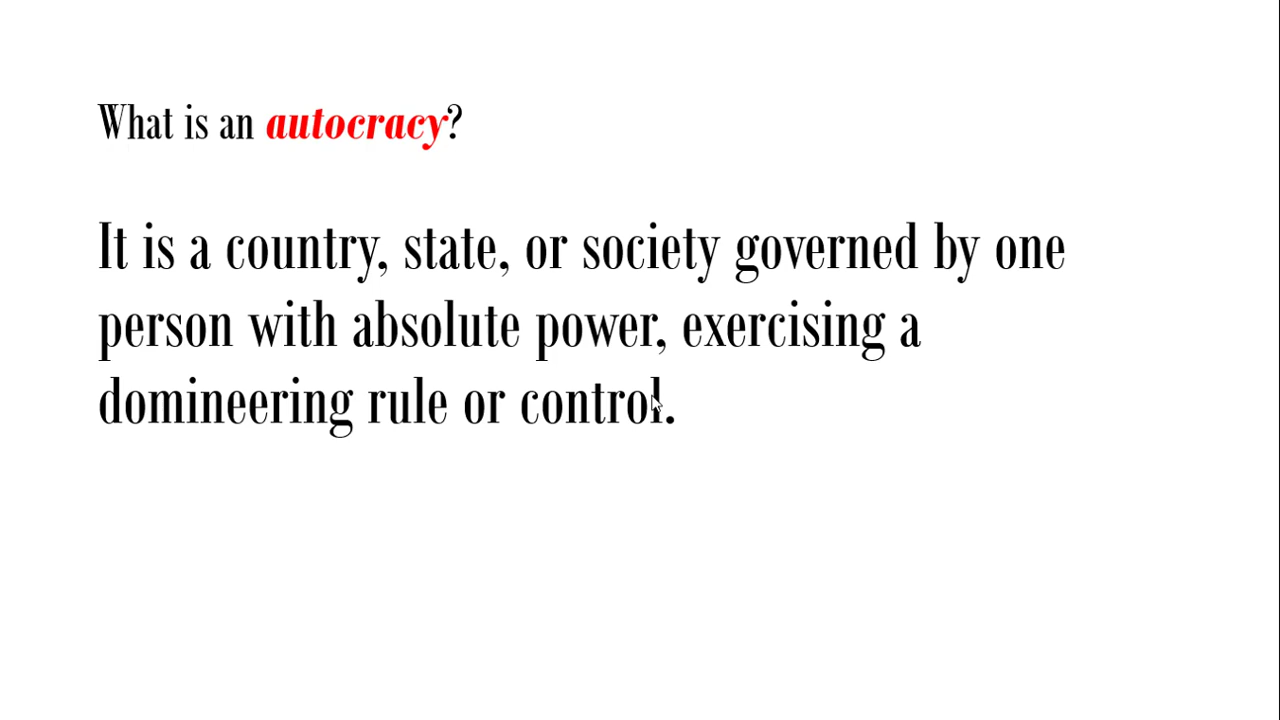 What is an autocracy?
It is a country, state, or society governed by one
person with absolute power, exercising a
domineering rule or control.